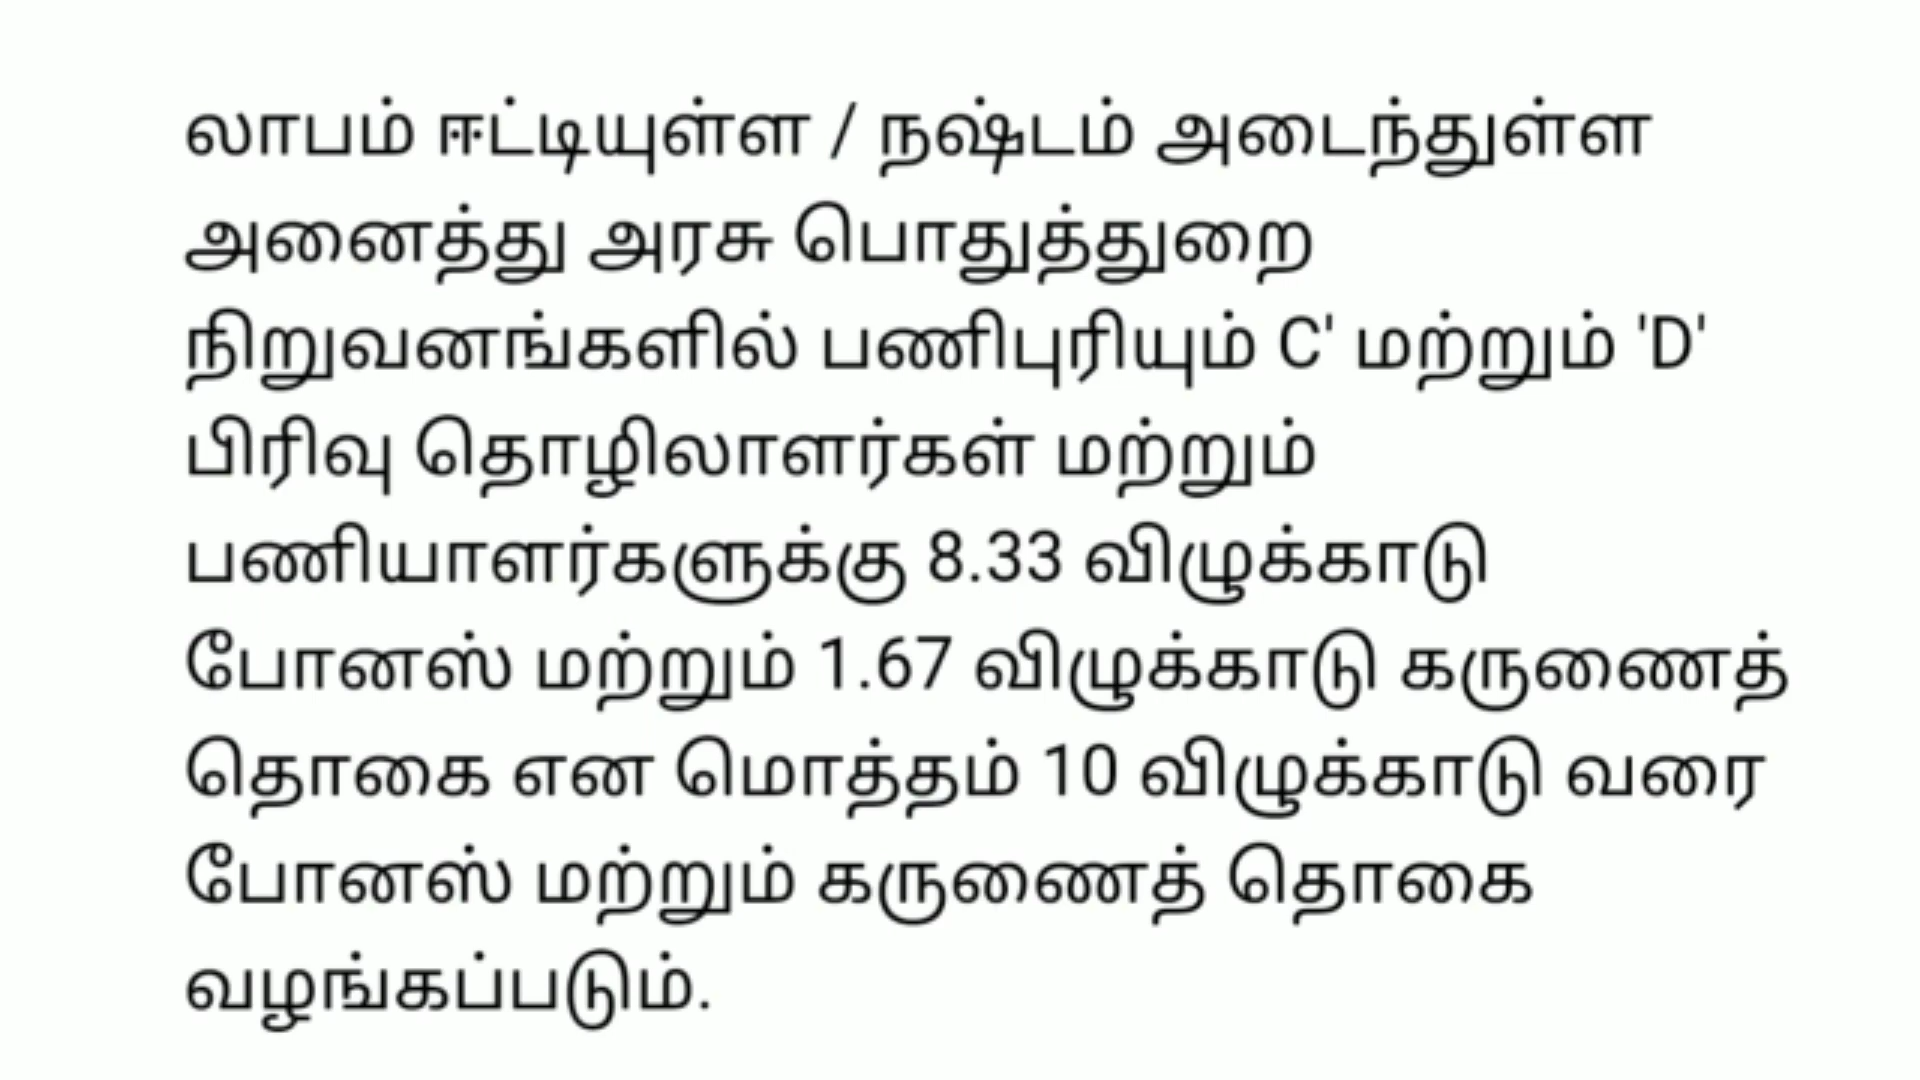 லாபம் ஈட்டியுள்ள / நஷ்டம் அடைந்துள்ள
அனைத்து அரசு பொதுத்துறை
நிறுவனங்களில் பணிபுரியும் C' மற்றும் 'D'
பிரிவு தொழிலாளர்கள் மற்றும்
பணியாளர்களுக்கு 8.33 விழுக்காடு
போனஸ் மற்றும் 1.67 விழுக்காடு கருணைத்
தொகை என மொத்தம் 10 விழுக்காடு வரை
போனஸ் மற்றும் கருணைத் தொகை
வழங்கப்படும்.